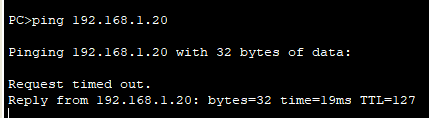 PC>ping 192.168.1.20
Pinging 192.168.1.20 with 32 bytes of data:
Request timed out.
Reply from 192.168.1.20: bytes=32 time=19ms TTL=127